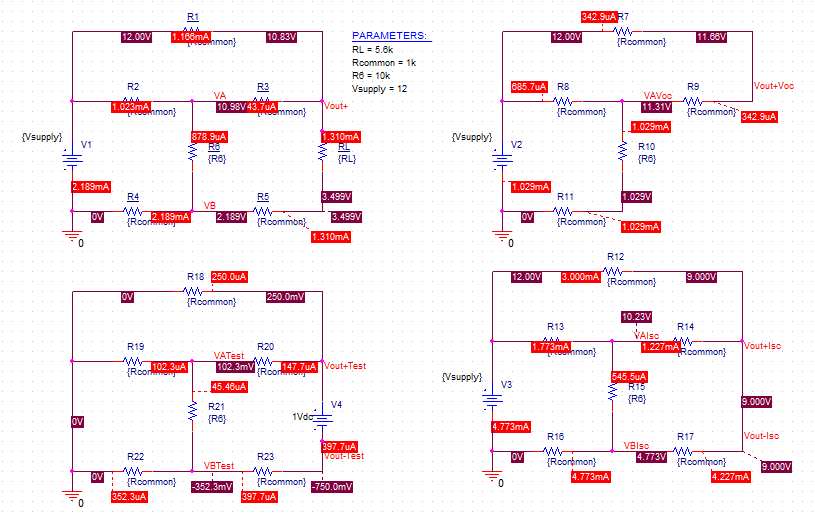 R1
12.00V
1.166mA
10.83V
PARAMETERS:
RL = 5.6k
Rcommon = 1k
R6 = 10k
Vsupply = 12
R2
VA
R3
1.023mA
10.98V
43.7uA
Vout+
{Vsupply}
V1
878.9uA
R6
{R6}
1.310mA
RL
{RL}
2.189mA
R4
VB
R5
3.499V
0V
{Rcommon}
2.189mA
2.189V
{Rcommon}
3.499V
1.310mA
0
342.9uA
R7
12.00V
{Rcommon}
11.66V
685.7uA
R8
VAVoc
R9
Vout+Voc
{Rcommon}
11.31V
{Rcommon}
342.9uA
{Vsupply}
V2
1.029mA
R10
{R6}
1.029mA
R11
1.029V
0V
{Rcommon}
1.029mA
0
R18
250.0uA
0V
{Rcommon}
250.0mV
R19
VATest
R20
102.3uA
102.3mV
147.7uA
Vout+Test
45.46uA
R21
{R6}
1Vdc
V4
0V
397.7uA
R22
VBTest
R23
Vout-Test
0V
{Rcommon}
-352.3mV
{Rcommon}
-750.0mV
352.3uA
397.7uA
0
R12
12.00V
3.000mA
{Rcommon}
9.000V
10.23V
R13
VAIsc
R14
1.773mA
1.227mA
Vout+Isc
{Vsupply}
V3
545.5uA
R15
{R6}
9.000V
4.773mA
R16
VBIsc
R17
Vout-Isc
0V
{Rcommon}
4.773V
{Rcommon}
9.000V
4.773mA
4.227mA
0